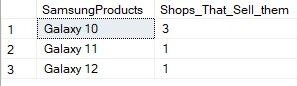 SamsungProducts Shops_That_Sell_them
1 Galaxy 10 3
2 Galaxy 11 1
3 Galaxy 12 1